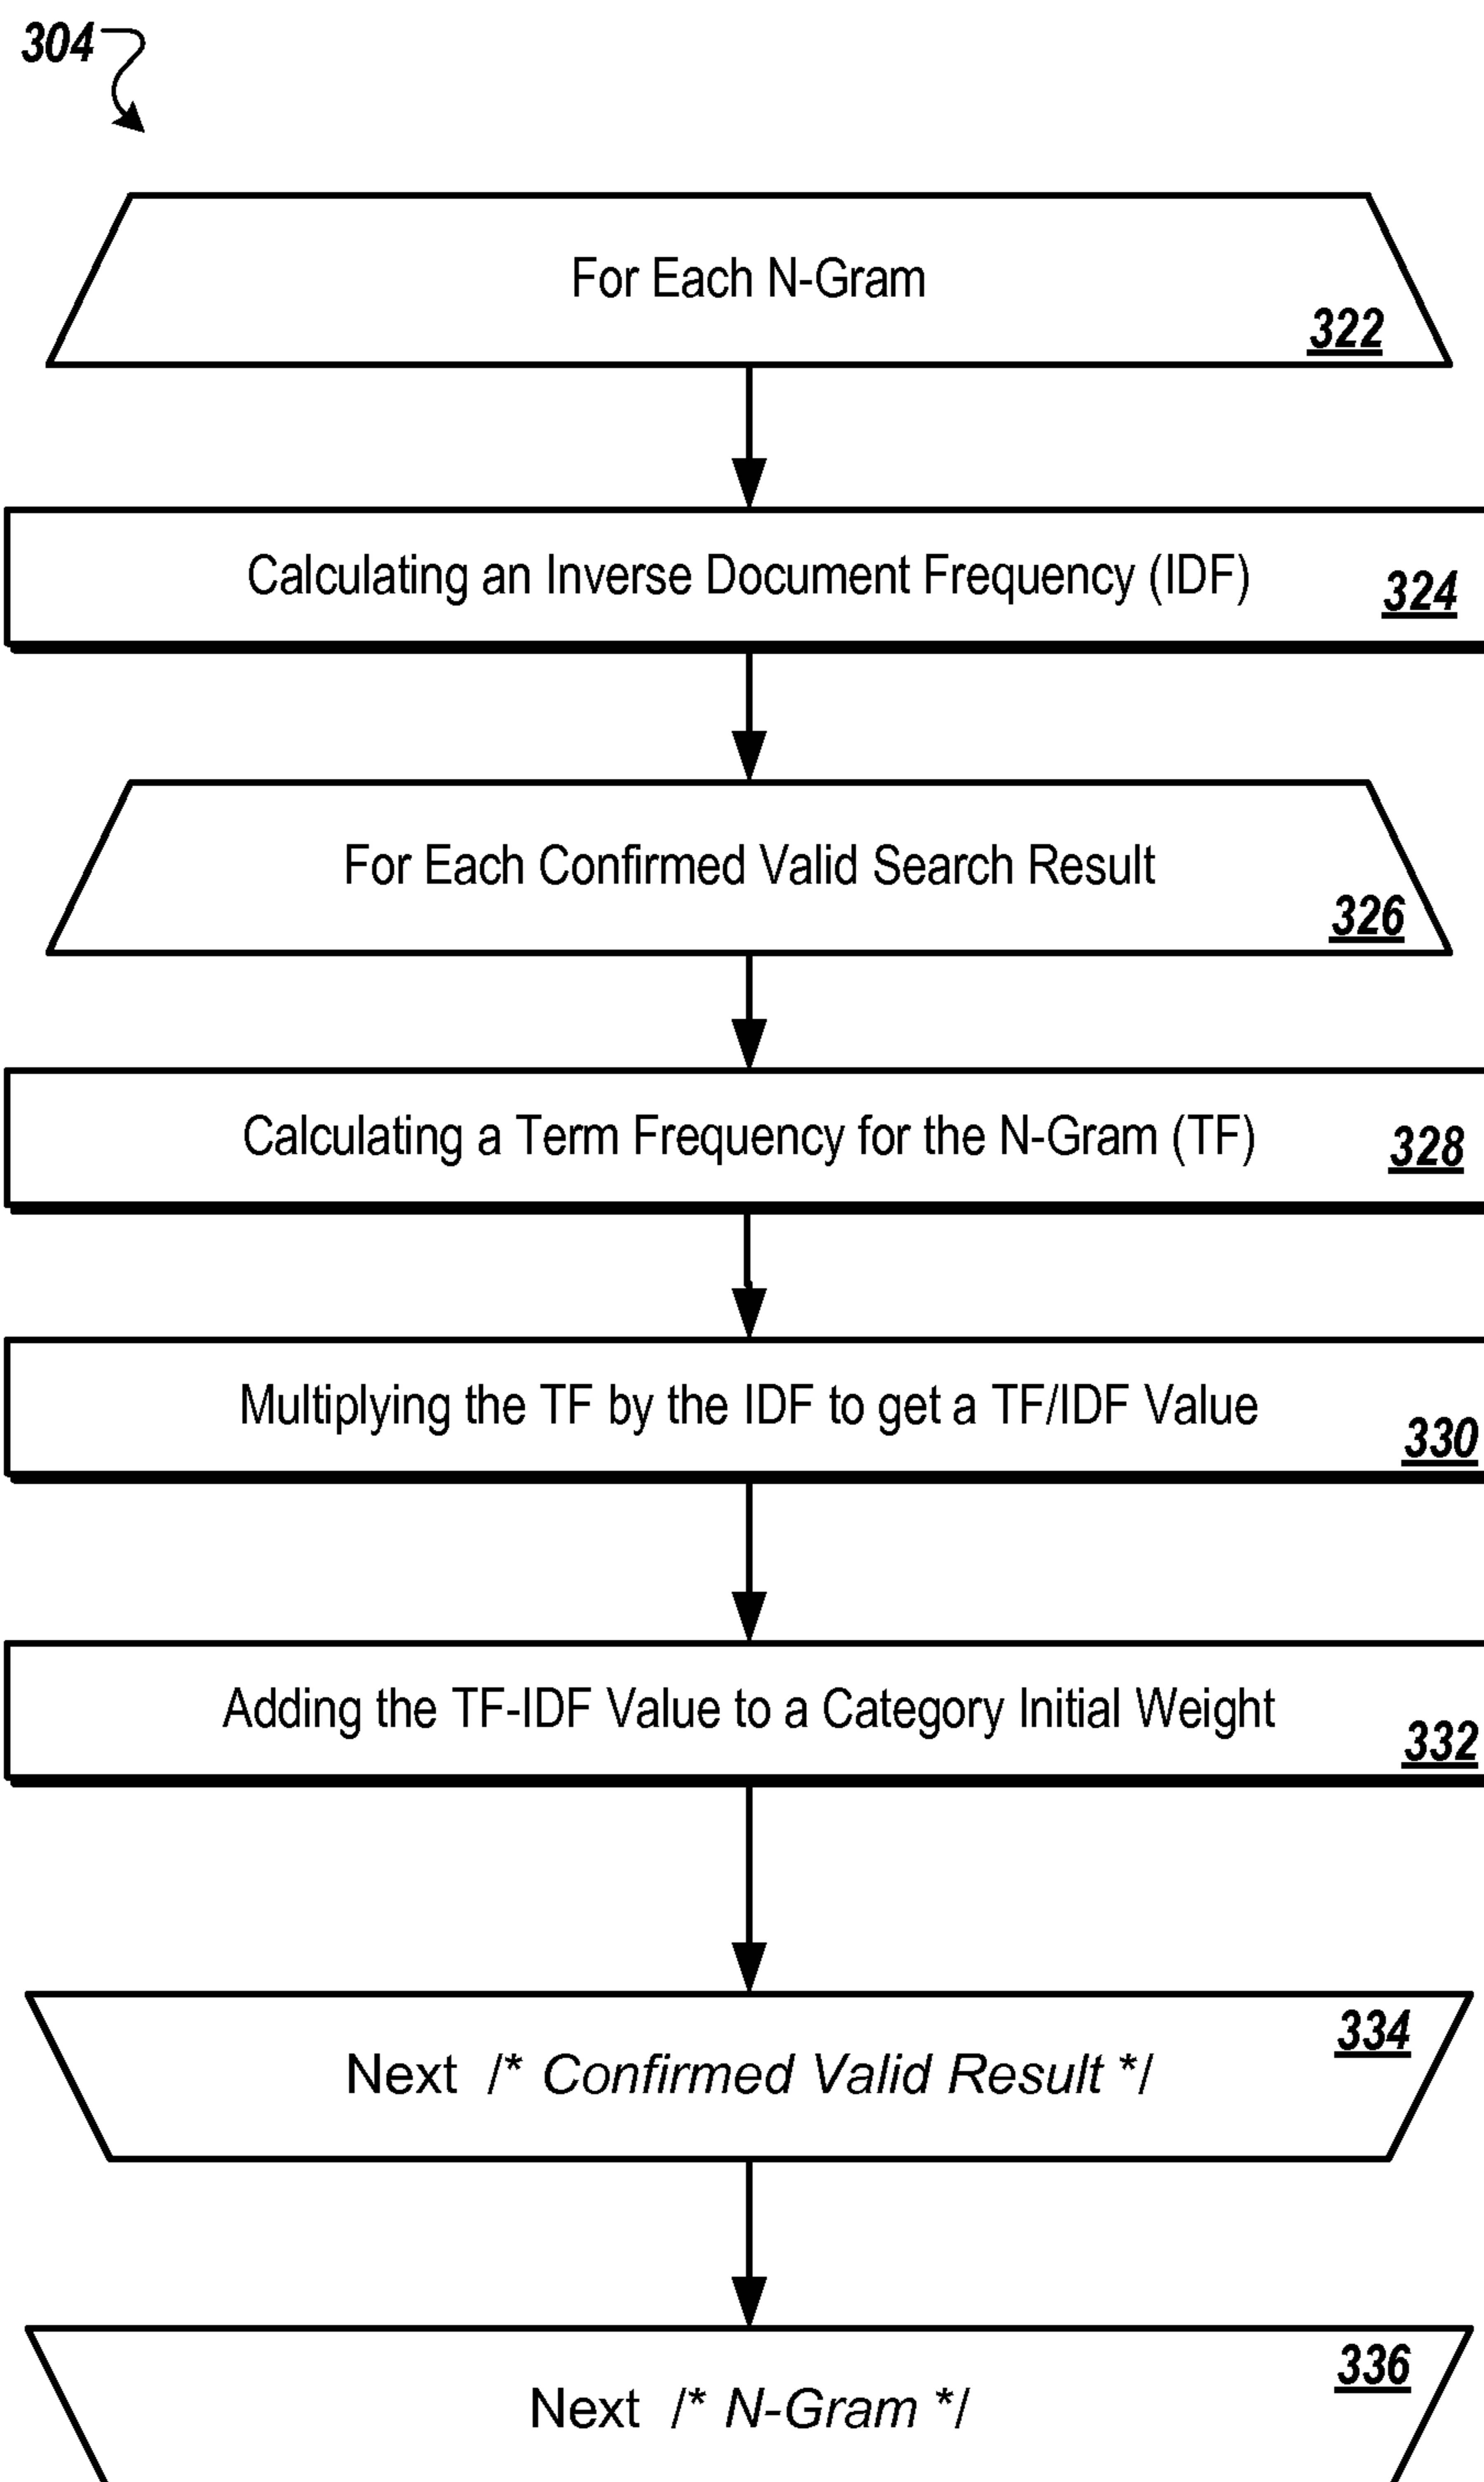 304
For Each N-Gram
322
Calculating an Inverse Document Frequency (IDF)
324
For Each Confirmed Valid Search Result
326
Calculating a Term Frequency for the N-Gram (TF)
328
Multiplying the TF by the IDF to get a TF/IDF Value
330
Adding the TF-IDF Value to a Category Initial Weight
332
334
Next /* Confirmed Valid Result */
336
Next /* N-Gram */